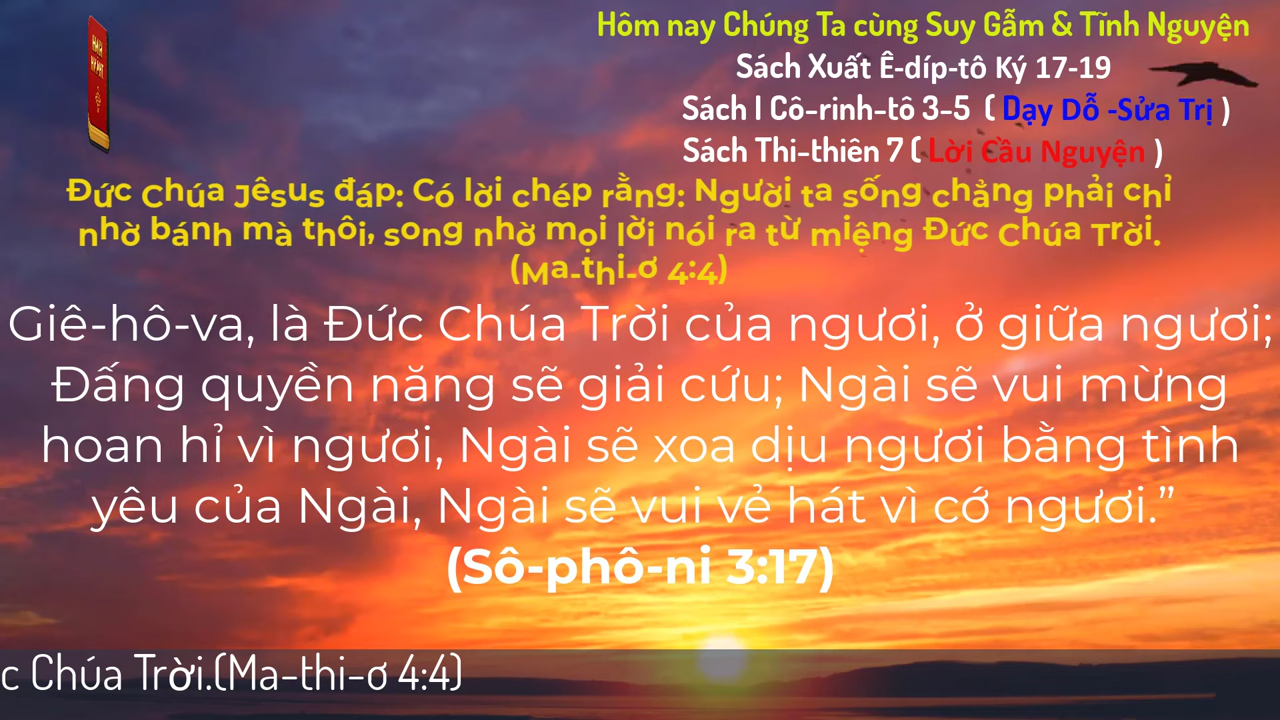 Hôm nay Chúng Ta cùng Suy Gẫm & Tĩnh Nguyện
Sách Xuất Ê-díp-tô Ký 17-19
Sách I Cô-rinh-tô 3-5 ( Dạy Dỗ -Sửa Trị )
Sách Thi-thiên 7 ( Lời Cầu Nguyện )
Đức Chúa Jêsus đáp: Có lời chép rằng: Người ta sống chẳng phải chỉ
nhờ bánh mà thôi, song nhờ mọi lời nói ra từ miệng Đức Chúa Trời.
(Ma-thi-ơ 4:4)
Giê-hô-va, là Đức Chúa Trời của ngươi, ở giữa ngươi;
Đấng quyền năng sẽ giải cứu; Ngài sẽ vui mừng
hoan hỉ vì ngươi, Ngài sẽ xoa dịu ngươi bằng tình
yêu của Ngài, Ngài sẽ vui vẻ hát vì cớ ngươi.”
(Sô-phô-ni 3:17)
c Chúa Trời.(Ma-thi-ơ 4:4)